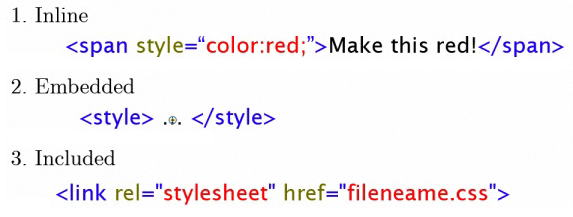 1. Inline
<span style=“color:red;”>Make this red!</span>
2. Embedded
<style> ... </style>
3. Included
<link rel="stylesheet" href="fileneame.css">